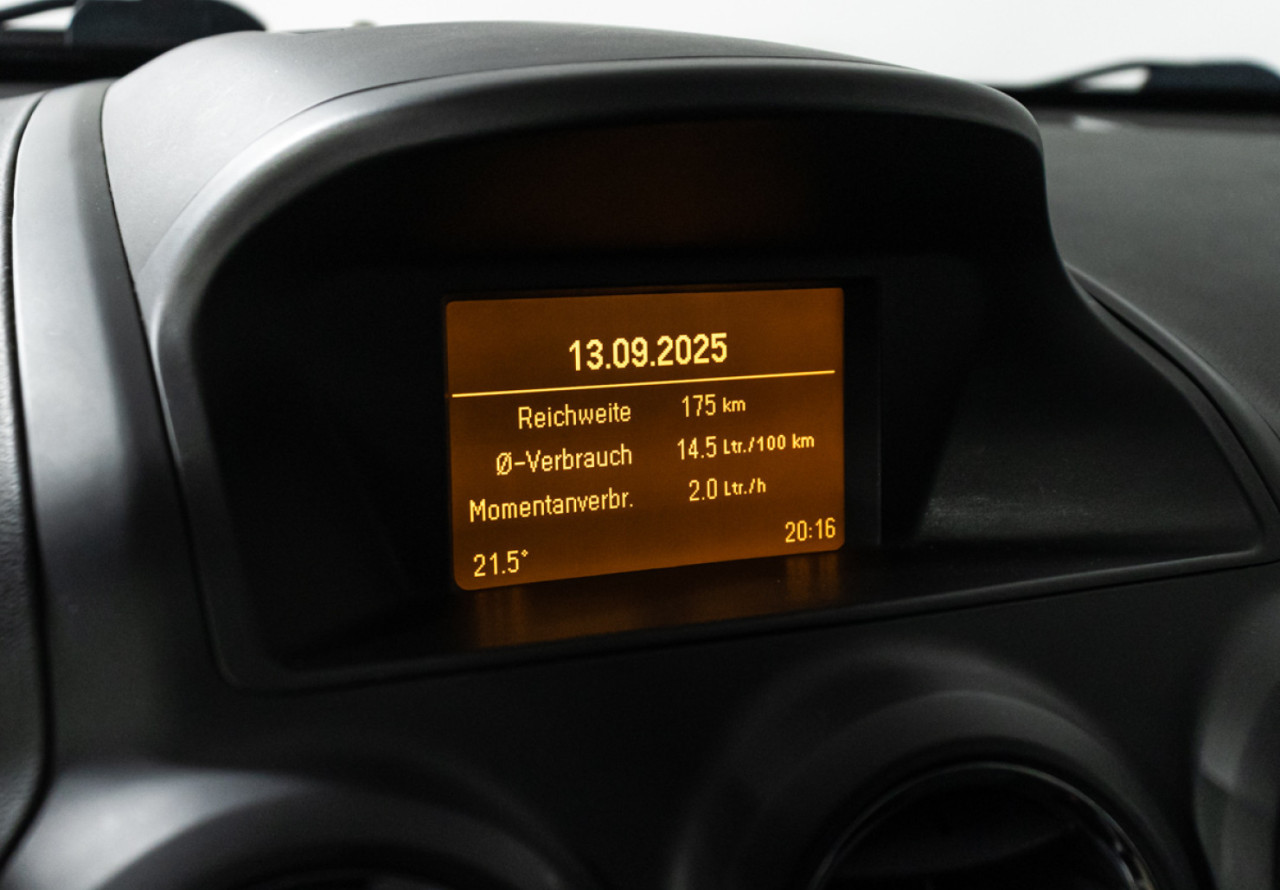 13.09.2025
Reichweite 175 km
Ø-Verbrauch 14.5 Ltr./100 km
Momentanverbr. 2.0 Ltr./h
21.5° 20:16